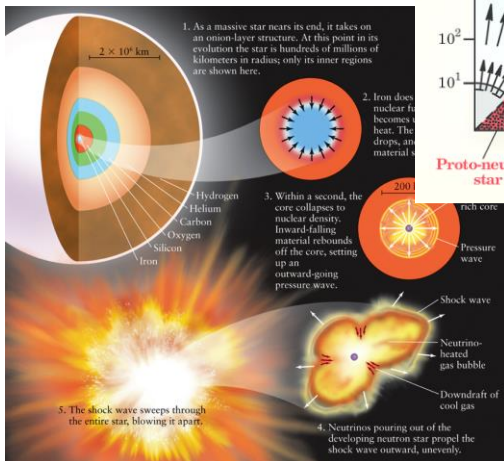 1. As a massive star nears its end, it takes on
an onion-layer structure. At this point in its
evolution the star is hundreds of millions of
kilometers in radius; only its inner regions
are shown here.
2 × 10⁶ km
10²
10¹
Proto-neu
star
2. Iron does
nuclear fu
becomes u
heat. The
drops, and
material s
Hydrogen
Helium
Carbon
Oxygen
Silicon
Iron
3. Within a second, the
core collapses to
nuclear density.
Inward-falling
material rebounds
off the core, setting
up an
outward-going
pressure wave.
200
rich core
Pressure
wave
Shock wave
Neutrino-
heated
gas bubble
Downdraft of
cool gas
4. Neutrinos pouring out of the
developing neutron star propel the
shock wave outward, unevenly.
5. The shock wave sweeps through
the entire star, blowing it apart.